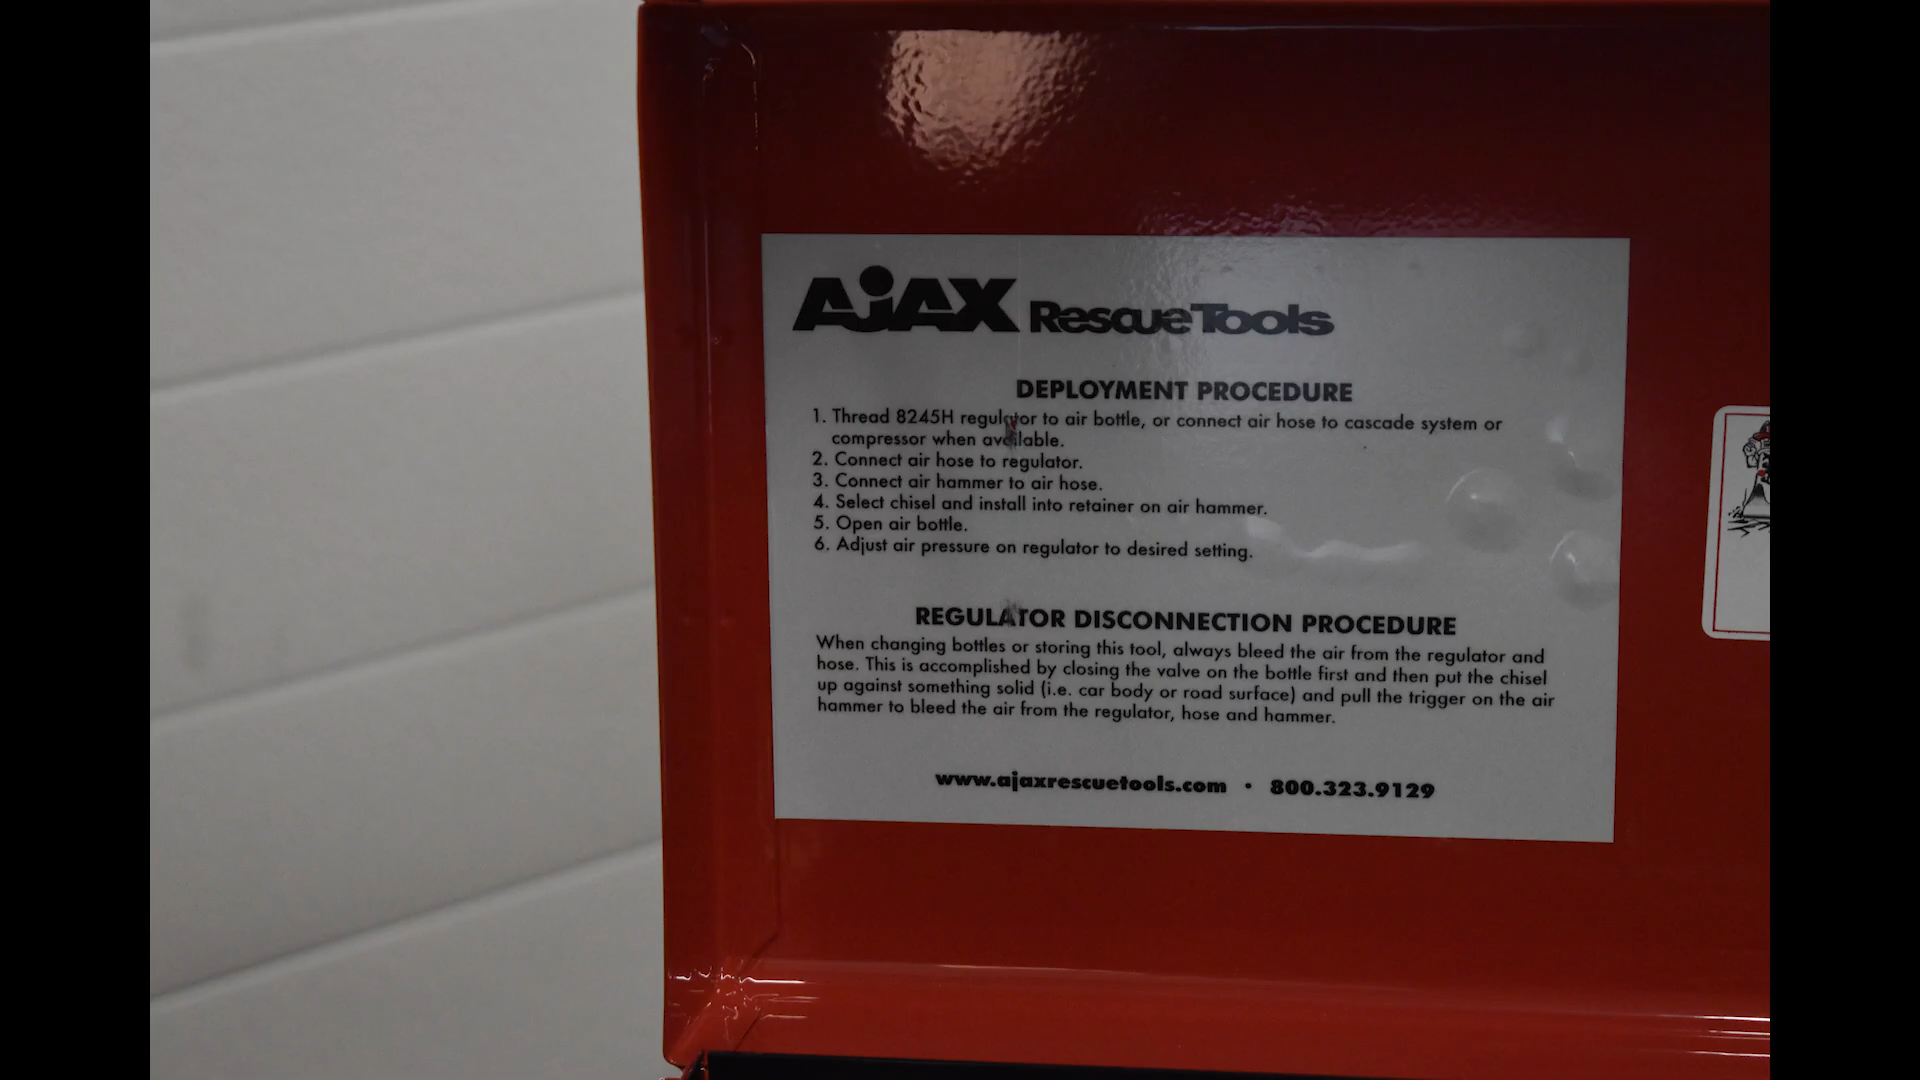 AJAX Rescue Tools
DEPLOYMENT PROCEDURE
1. Thread 8245H regulator to air bottle, or connect air hose to cascade system or
compressor when available.
2. Connect air hose to regulator.
3. Connect air hammer to air hose.
4. Select chisel and install into retainer on air hammer.
5. Open air bottle.
6. Adjust air pressure on regulator to desired setting.
REGULATOR DISCONNECTION PROCEDURE
When changing bottles or storing this tool, always bleed the air from the regulator and
hose. This is accomplished by closing the valve on the bottle first and then put the chisel
up against something solid (i.e. car body or road surface) and pull the trigger on the air
hammer to bleed the air from the regulator, hose and hammer.
www.ajaxrescuetools.com • 800.323.9129